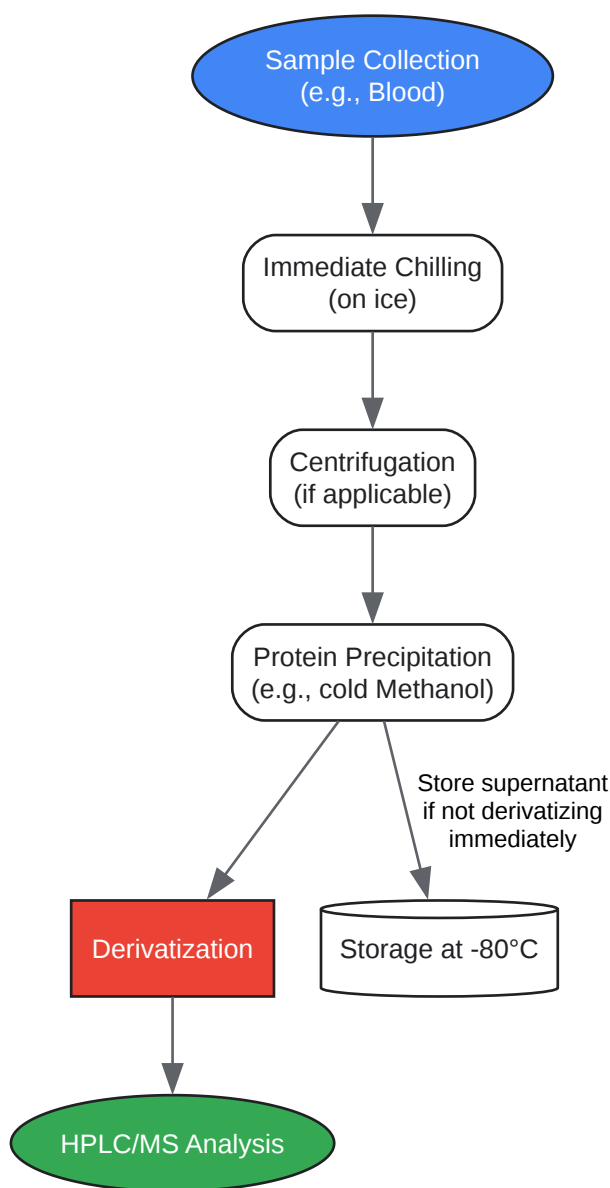 Sample Collection
(e.g., Blood)
Immediate Chilling
(on ice)
Centrifugation
(if applicable)
Protein Precipitation
(e.g., cold Methanol)
Store supernatant
if not derivatizing
immediately
Derivatization
Storage at -80°C
HPLC/MS Analysis